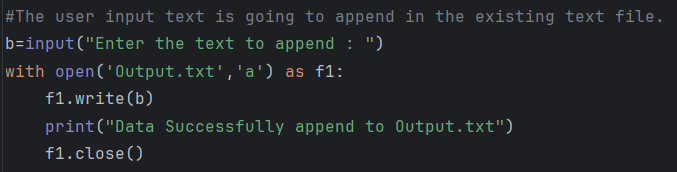 #The user input text is going to append in the existing text file.
b=input("Enter the text to append : ")
with open('Output.txt','a') as f1:
    f1.write(b)
    print("Data Successfully append to Output.txt")
    f1.close()